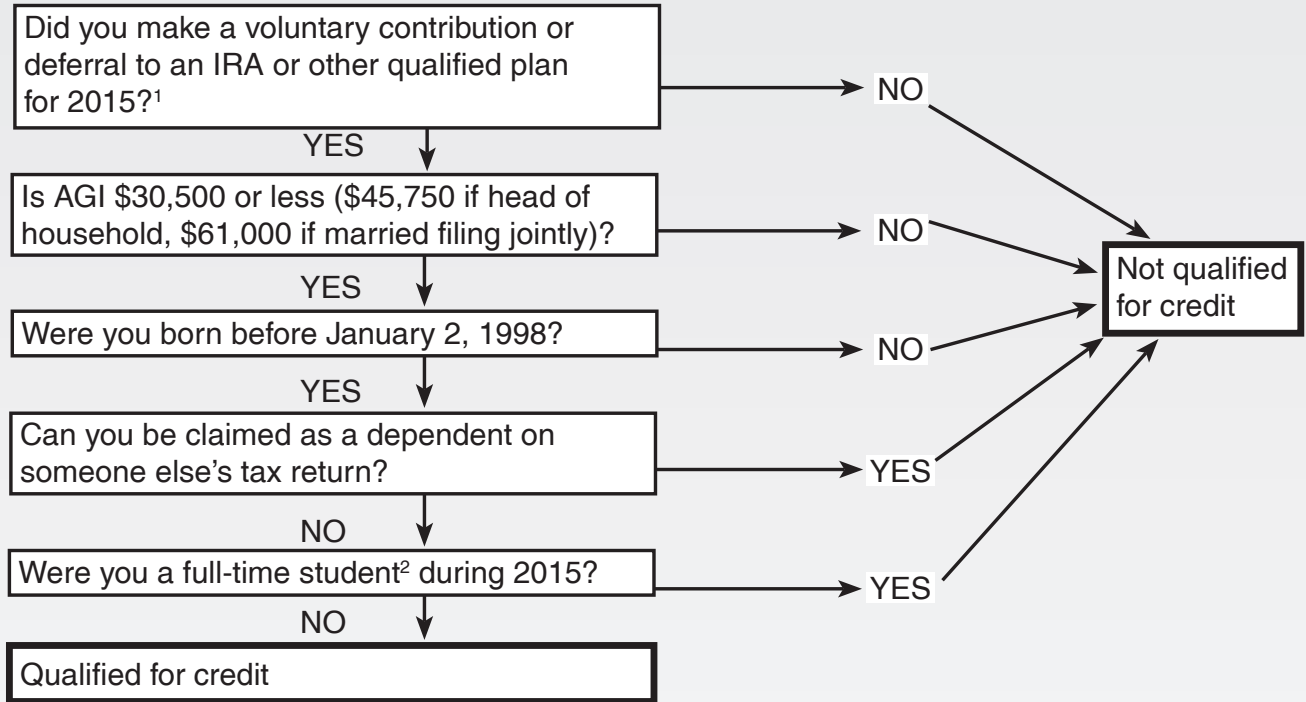 Did you make a voluntary contribution or
deferral to an IRA or other qualified plan
for 2015?¹
NO
YES
Is AGI $30,500 or less ($45,750 if head of
household, $61,000 if married filing jointly)?
NO
YES
Were you born before January 2, 1998?
NO
YES
Can you be claimed as a dependent on
someone else’s tax return?
YES
NO
Were you a full-time student² during 2015?
YES
NO
Qualified for credit
Not qualified
for credit